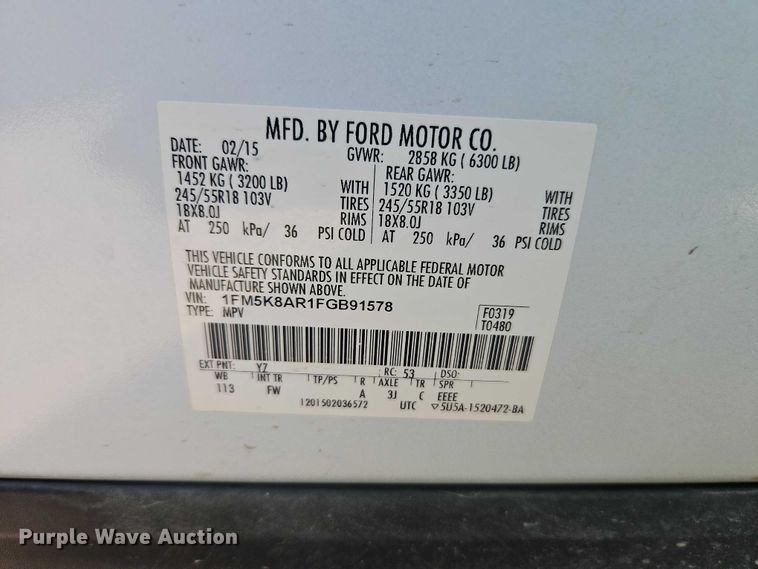 MFD. BY FORD MOTOR CO.
DATE: 02/15 GVWR: 2858 KG ( 6300 LB)
FRONT GAWR: REAR GAWR:
1452 KG ( 3200 LB) WITH 1520 KG ( 3350 LB) WITH
245/55R18 103V TIRES 245/55R18 103V TIRES
18X8.0J RIMS 18X8.0J RIMS
AT 250 kPa/ 36 PSI COLD AT 250 kPa/ 36 PSI COLD
THIS VEHICLE CONFORMS TO ALL APPLICABLE FEDERAL MOTOR
VEHICLE SAFETY STANDARDS IN EFFECT ON THE DATE OF
MANUFACTURE SHOWN ABOVE.
VIN: 1FM5K8AR1FGB91578 F0319
TYPE: MPV T0480
EXT PNT: Y7 RC: 53 DSO:
WB INT TR TP/PS R AXLE TR SPR
113 FW A 3J C EEEE
1201502036572 UTC ▽5U5A-1520472-BA
Purple Wave Auction
Purple Wave Auction